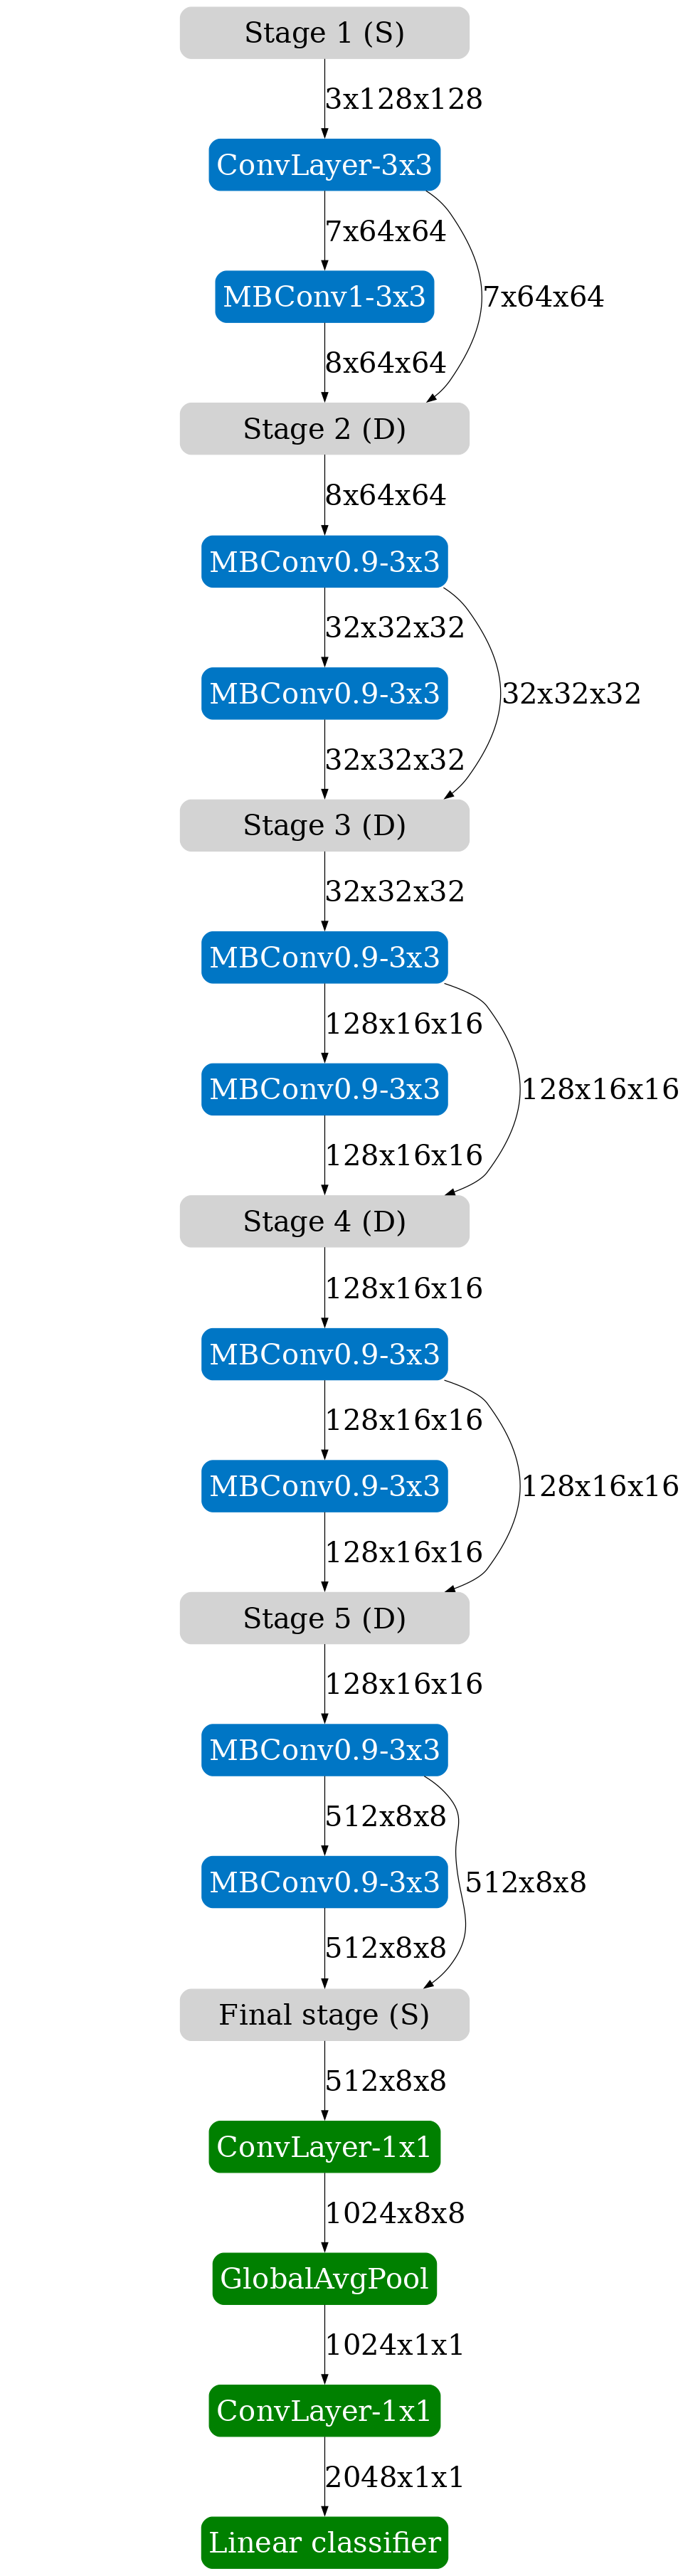 Stage 1 (S)
3x128x128
ConvLayer-3x3
7x64x64
MBConv1-3x3
7x64x64
8x64x64
Stage 2 (D)
8x64x64
MBConv0.9-3x3
32x32x32
MBConv0.9-3x3
32x32x32
32x32x32
Stage 3 (D)
32x32x32
MBConv0.9-3x3
128x16x16
MBConv0.9-3x3
128x16x16
128x16x16
Stage 4 (D)
128x16x16
MBConv0.9-3x3
128x16x16
MBConv0.9-3x3
128x16x16
128x16x16
Stage 5 (D)
128x16x16
MBConv0.9-3x3
512x8x8
MBConv0.9-3x3
512x8x8
512x8x8
Final stage (S)
512x8x8
ConvLayer-1x1
1024x8x8
GlobalAvgPool
1024x1x1
ConvLayer-1x1
2048x1x1
Linear classifier